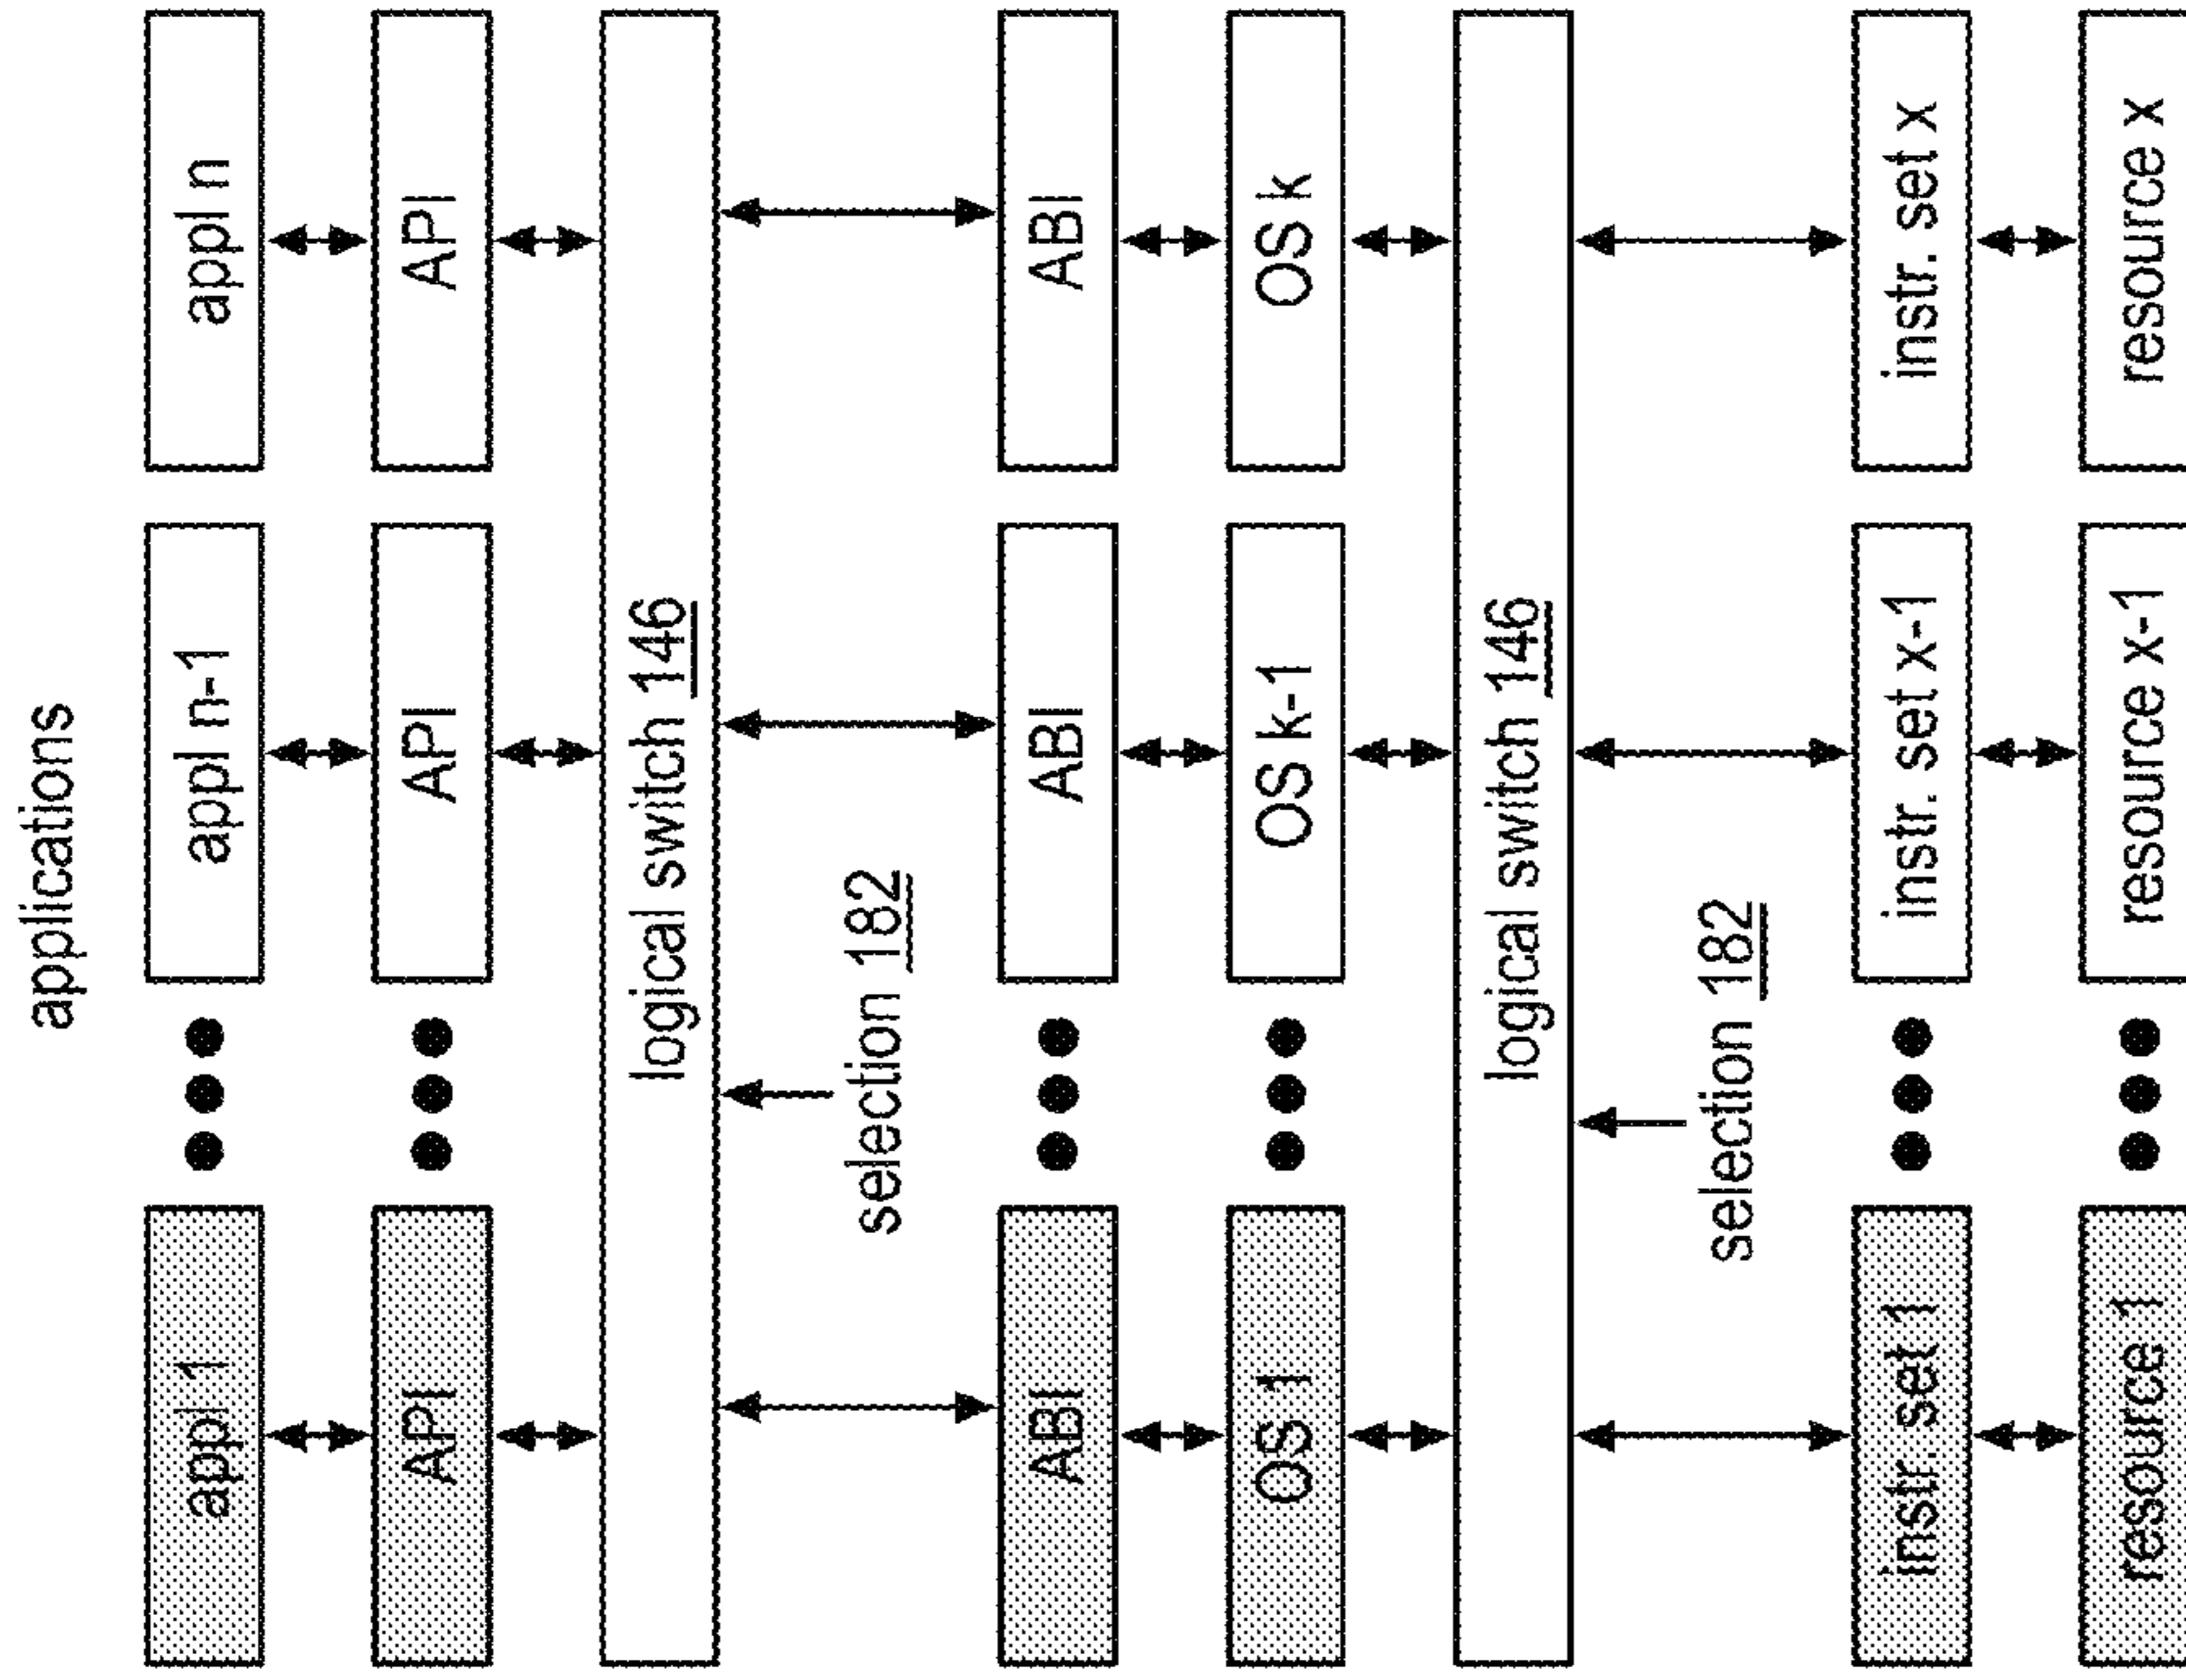 applications
appl 1 ●●● appl n-1 appl n
API ●●● API API
logical switch 146
selection 182
ABI ●●● ABI ABI
OS 1 ●●● OS k-1 OS k
logical switch 146
selection 182
instr. set 1 ●●● instr. set x-1 instr. set x
resource 1 ●●● resource x-1 resource x